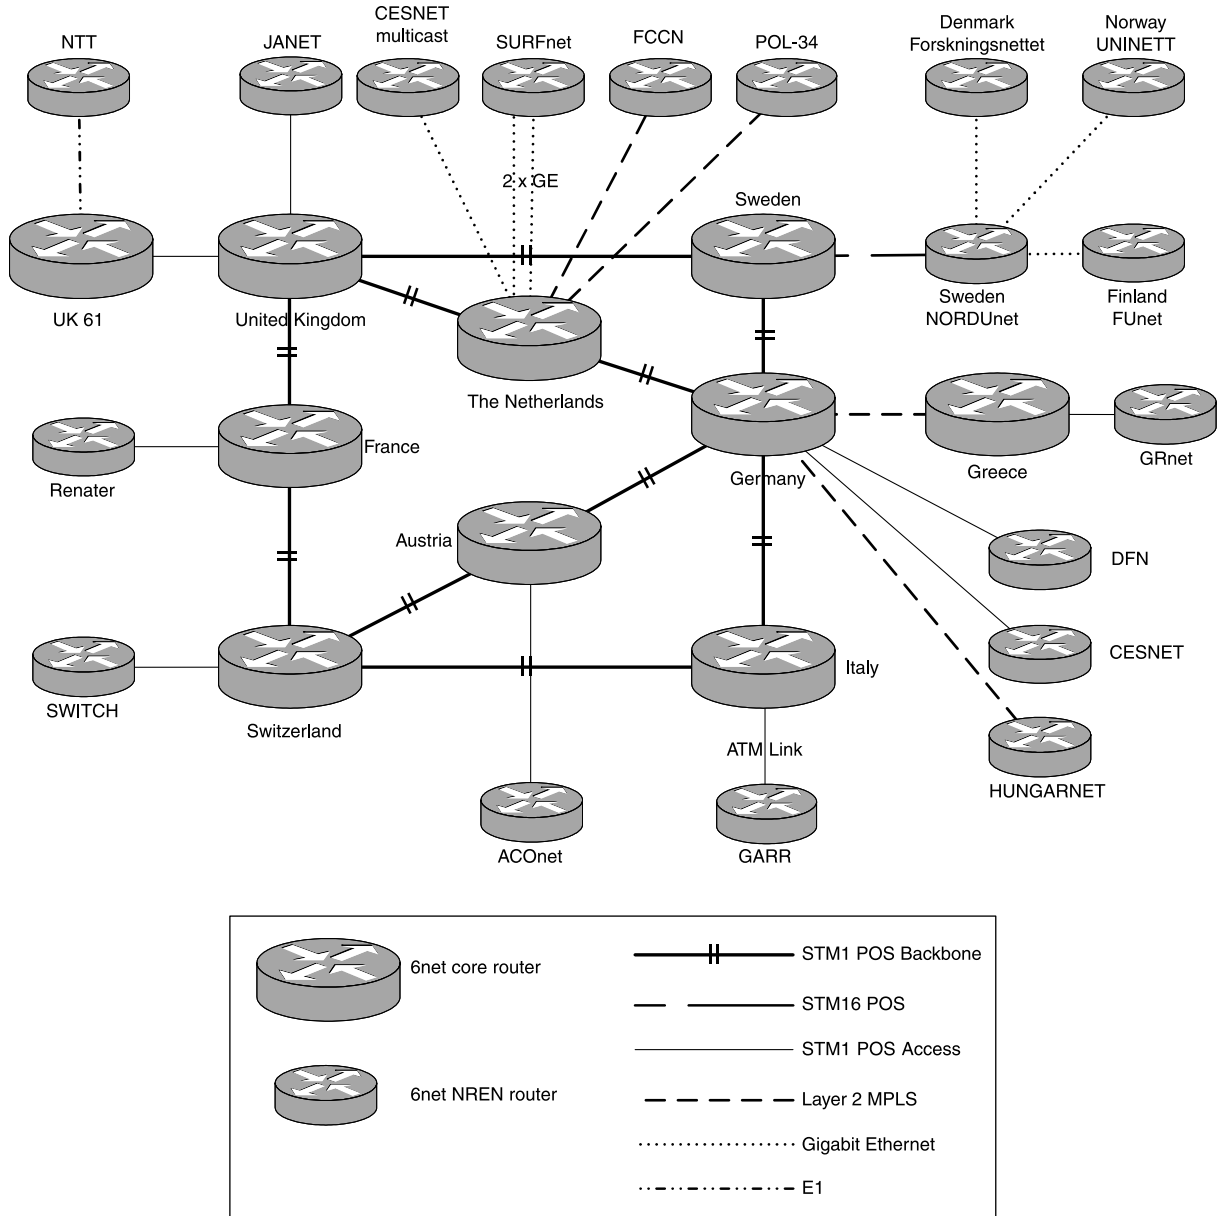 NTT
JANET
CESNET
multicast
SURFnet
FCCN
POL-34
Denmark
Forskningsnettet
Norway
UNINETT
2 x GE
Sweden
UK 61
United Kingdom
Sweden
NORDUnet
Finland
FUnet
The Netherlands
Renater
France
Germany
Greece
GRnet
Austria
DFN
CESNET
SWITCH
Switzerland
Italy
ATM Link
HUNGARNET
ACOnet
GARR
6net core router
6net NREN router
STM1 POS Backbone
STM16 POS
STM1 POS Access
Layer 2 MPLS
Gigabit Ethernet
E1